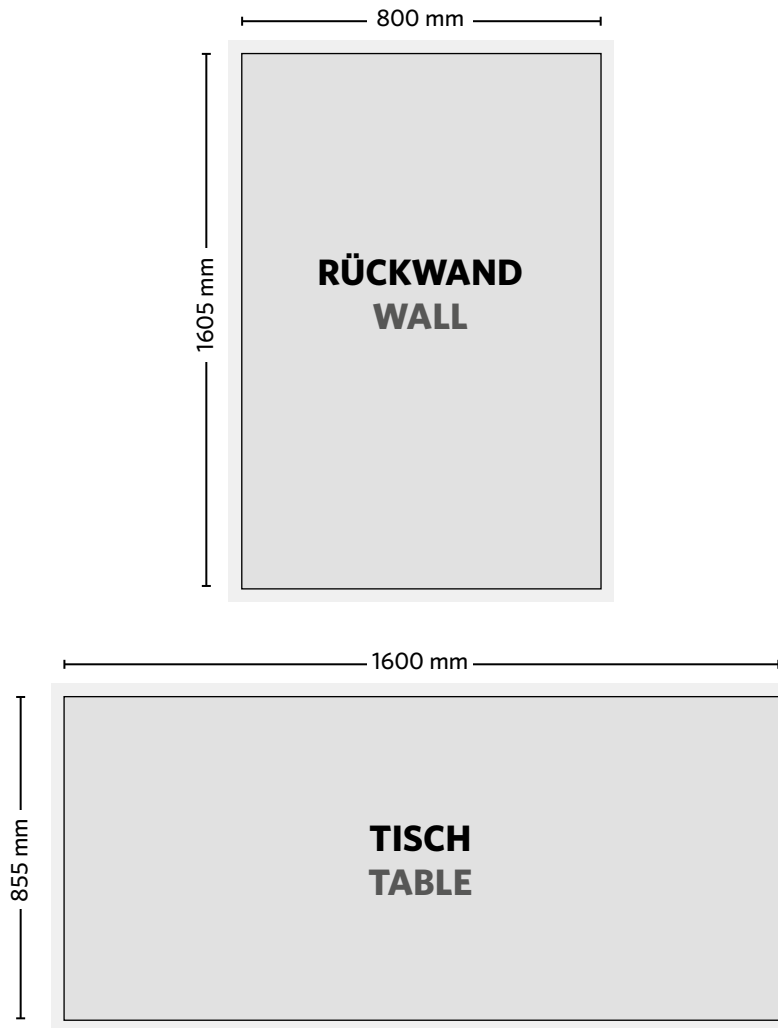 800 mm
1605 mm
RÜCKWAND
WALL
1600 mm
855 mm
TISCH
TABLE